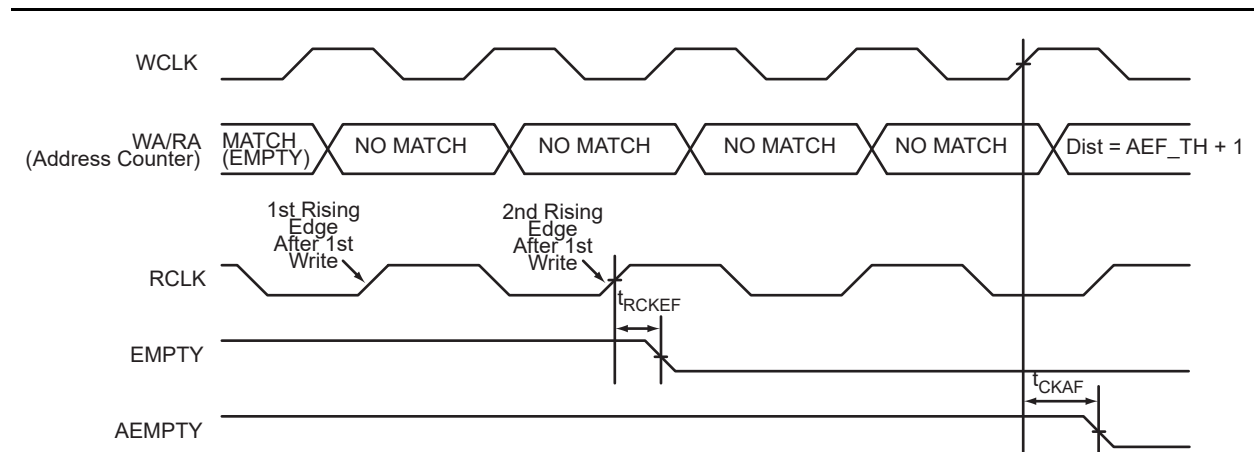 WCLK
WA/RA
(Address Counter)
MATCH
(EMPTY)
NO MATCH
NO MATCH
NO MATCH
NO MATCH
Dist = AEF_TH + 1
1st Rising
Edge
After 1st
Write
2nd Rising
Edge
After 1st
Write
RCLK
tRCKEF
EMPTY
tCKAF
AEMPTY